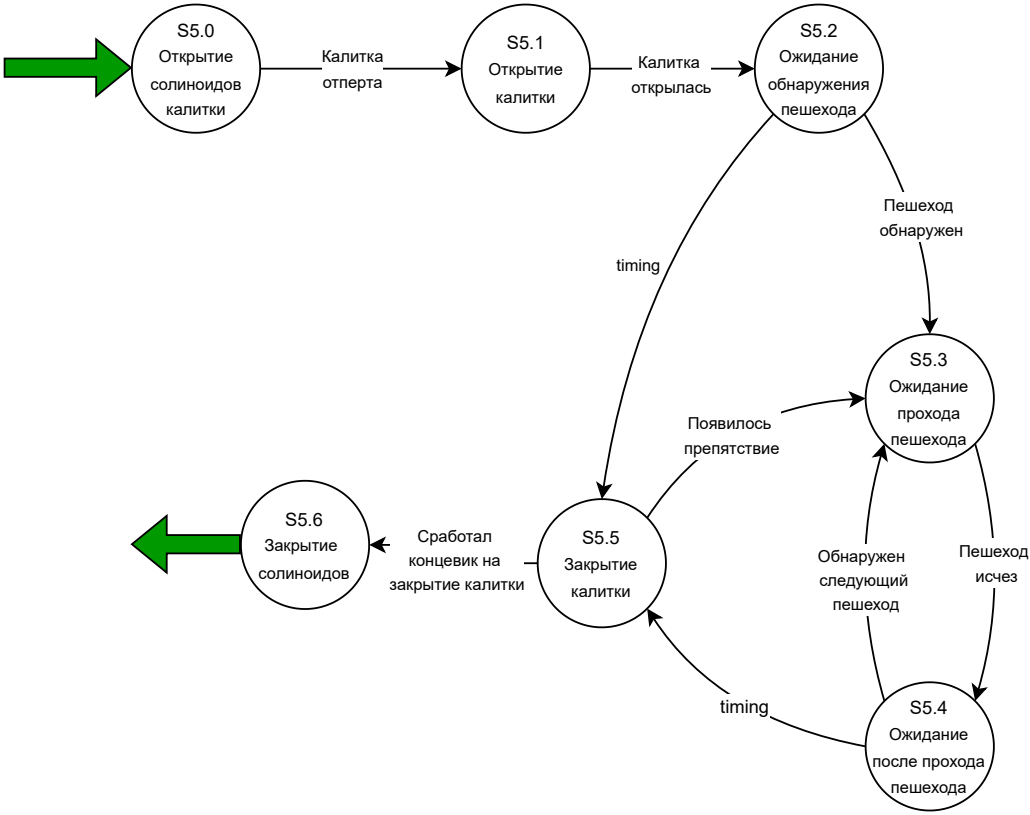 S5.0
Открытие
солиноидов
калитки
Калитка
отперта
S5.1
Открытие
калитки
Калитка
открылась
S5.2
Ожидание
обнаружения
пешехода
Пешеход
обнаружен
timing
S5.3
Ожидание
прохода
пешехода
Появилось
препятствие
S5.6
Закрытие
солиноидов
Сработал
концевик на
закрытие калитки
S5.5
Закрытие
калитки
Обнаружен
следующий
пешеход
Пешеход
исчез
timing
S5.4
Ожидание
после прохода
пешехода